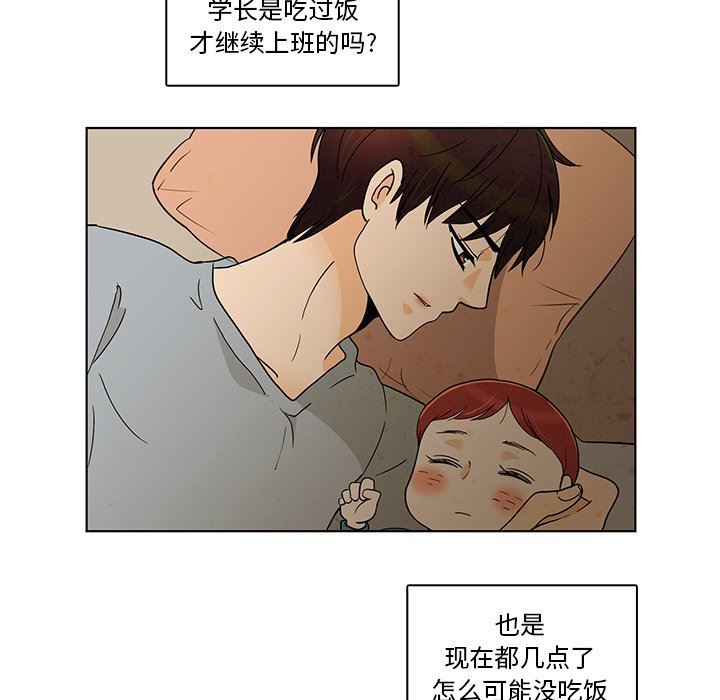 学长是吃过饭
才继续上班的吗?
也是
现在都几点了
怎么可能没吃饭